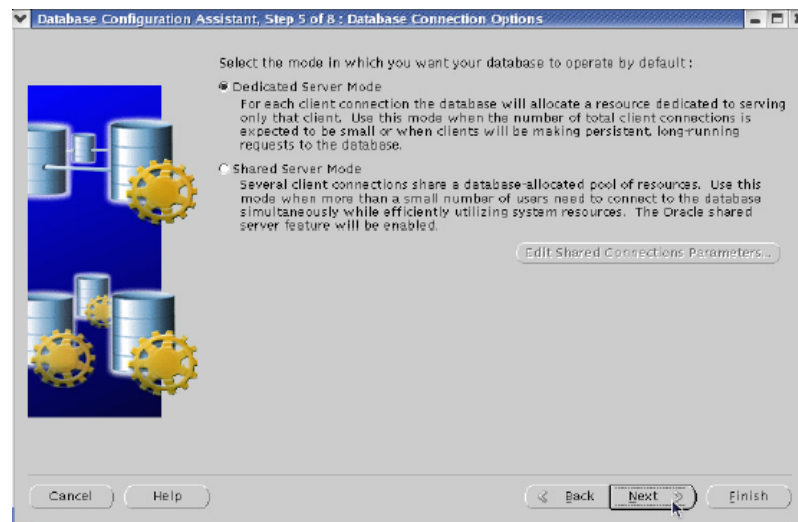 Database Configuration Assistant, Step 5 of 8 : Database Connection Options
Select the mode in which you want your database to operate by default:
Dedicated Server Mode
For each client connection the database will allocate a resource dedicated to serving
only that client. Use this mode when the number of total client connections is
expected to be small or when clients will be making persistent, long-running
requests to the database.
Shared Server Mode
Several client connections share a database-allocated pool of resources. Use this
mode when more than a small number of users need to connect to the database
simultaneously while efficiently utilizing system resources. The Oracle shared
server feature will be enabled.
Edit Shared Connections Parameters...
Cancel
Help
Back
Next
Finish